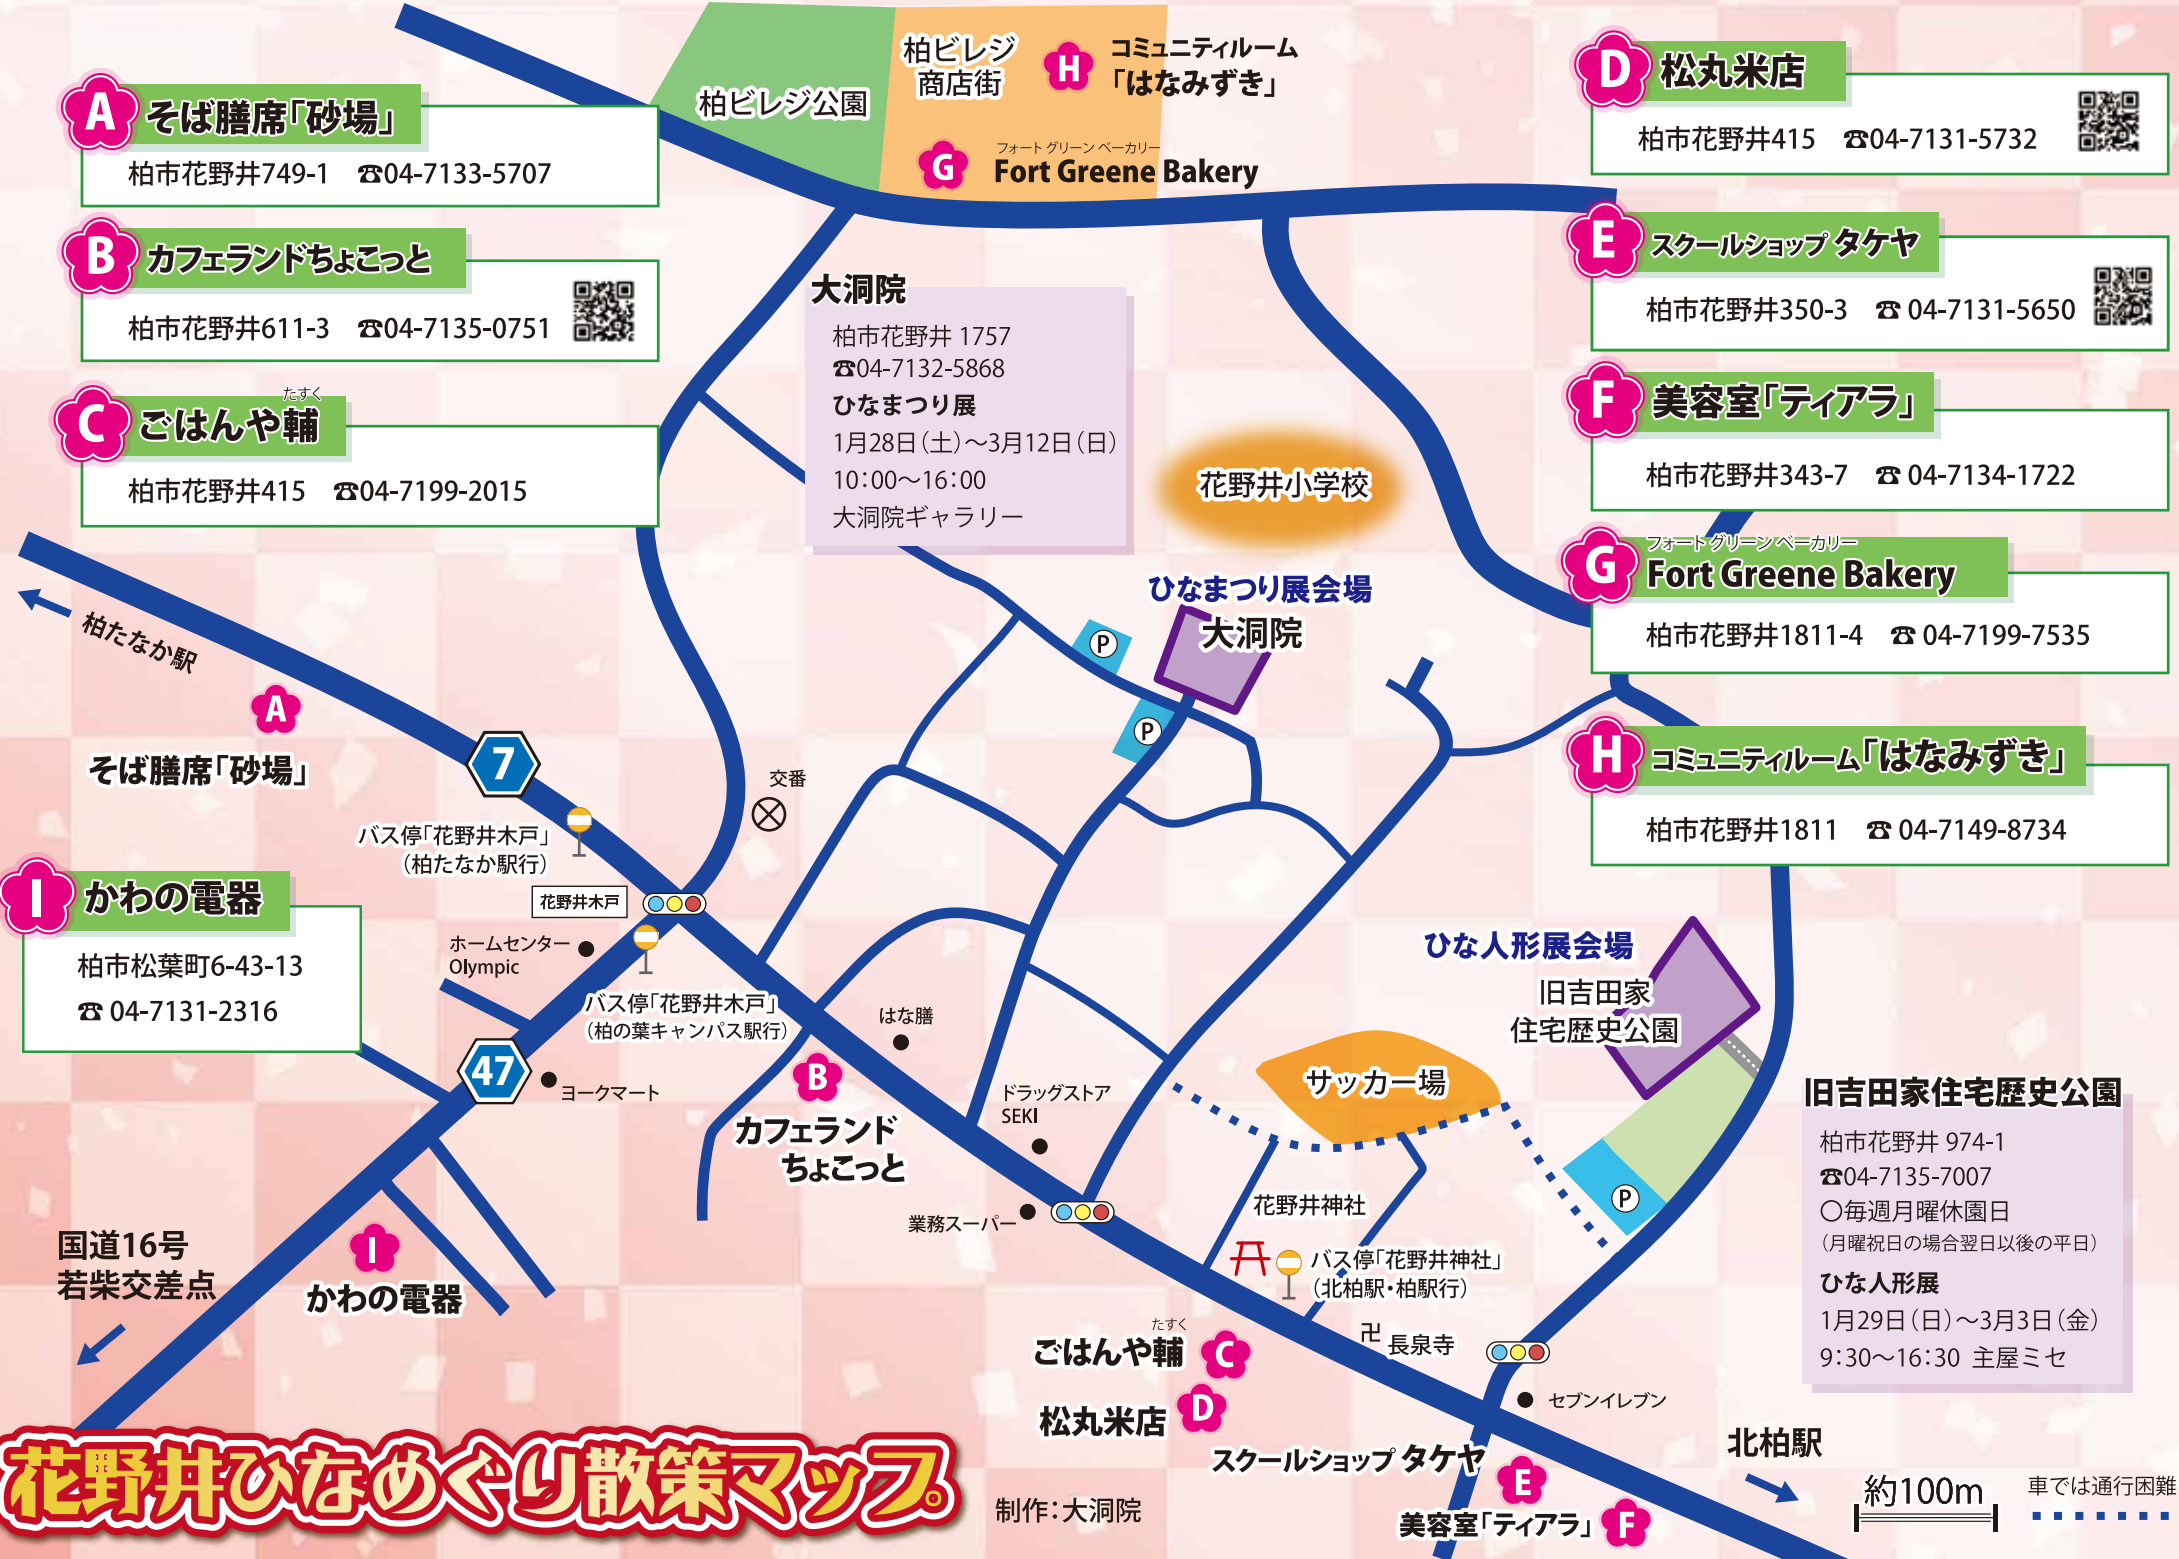 A そば膳席「砂場」
柏市花野井749-1 ☎04-7133-5707
B カフェランドちょこっと
柏市花野井611-3 ☎04-7135-0751
たすく
C ごはんや輔
柏市花野井415 ☎04-7199-2015
柏ビレジ公園
柏ビレジ
商店街
H コミュニティルーム
「はなみずき」
フォート グリーン ベーカリー
G Fort Greene Bakery
D 松丸米店
柏市花野井415 ☎04-7131-5732
E スクールショップ タケヤ
柏市花野井350-3 ☎ 04-7131-5650
F 美容室「ティアラ」
柏市花野井343-7 ☎ 04-7134-1722
フォート グリーン ベーカリー
G Fort Greene Bakery
柏市花野井1811-4 ☎ 04-7199-7535
H コミュニティルーム「はなみずき」
柏市花野井1811 ☎ 04-7149-8734
大洞院
柏市花野井 1757
☎04-7132-5868
ひなまつり展
1月28日(土)〜3月12日(日)
10:00〜16:00
大洞院ギャラリー
花野井小学校
ひなまつり展会場
大洞院
P
P
柏たなか駅
A
そば膳席「砂場」
7
交番
バス停「花野井木戸」
(柏たなか駅行)
花野井木戸
I かわの電器
柏市松葉町6-43-13
☎ 04-7131-2316
ホームセンター
Olympic
バス停「花野井木戸」
(柏の葉キャンパス駅行)
47
ヨークマート
はな膳
B
カフェランド
ちょこっと
ドラッグストア
SEKI
業務スーパー
ひな人形展会場
旧吉田家
住宅歴史公園
サッカー場
P
旧吉田家住宅歴史公園
柏市花野井 974-1
☎04-7135-7007
○毎週月曜休園日
(月曜祝日の場合翌日以後の平日)
ひな人形展
1月29日(日)〜3月3日(金)
9:30〜16:30 主屋ミセ
花野井神社
バス停「花野井神社」
(北柏駅・柏駅行)
卍 長泉寺
国道16号
若柴交差点
I
かわの電器
たすく
ごはんや輔 C
松丸米店 D
スクールショップ タケヤ
E
美容室「ティアラ」 F
セブンイレブン
北柏駅
約100m
車では通行困難
花野井ひなめぐり散策マップ。
制作:大洞院